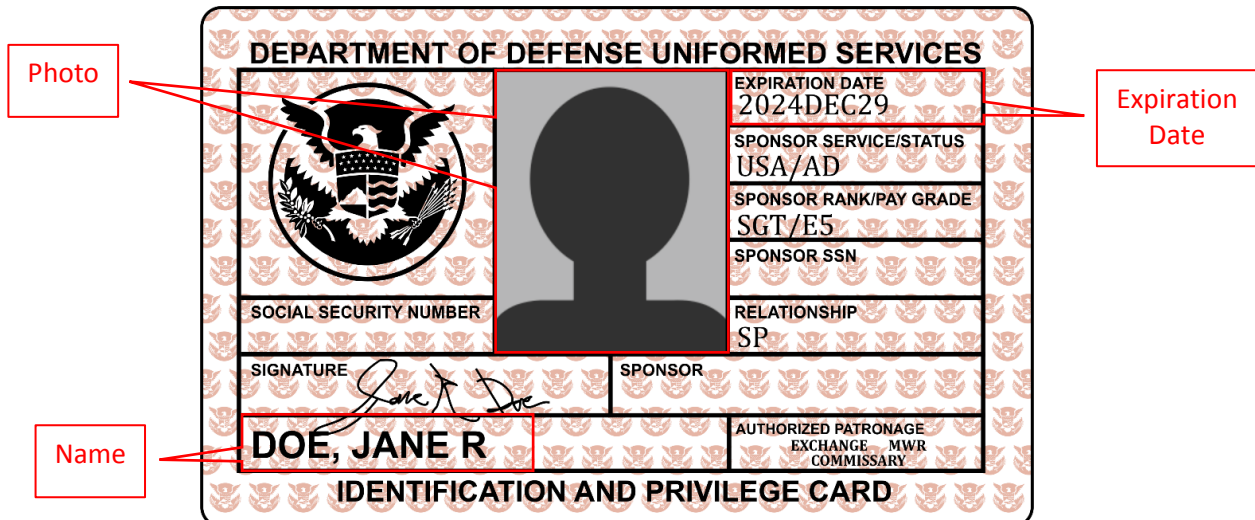 DEPARTMENT OF DEFENSE UNIFORMED SERVICES
Photo
EXPIRATION DATE
2024DEC29
Expiration
Date
SPONSOR SERVICE/STATUS
USA/AD
SPONSOR RANK/PAY GRADE
SGT/E5
SPONSOR SSN
SOCIAL SECURITY NUMBER
RELATIONSHIP
SP
SIGNATURE
Jane R Doe
SPONSOR
Name
DOE, JANE R
AUTHORIZED PATRONAGE
EXCHANGE MWR
COMMISSARY
IDENTIFICATION AND PRIVILEGE CARD